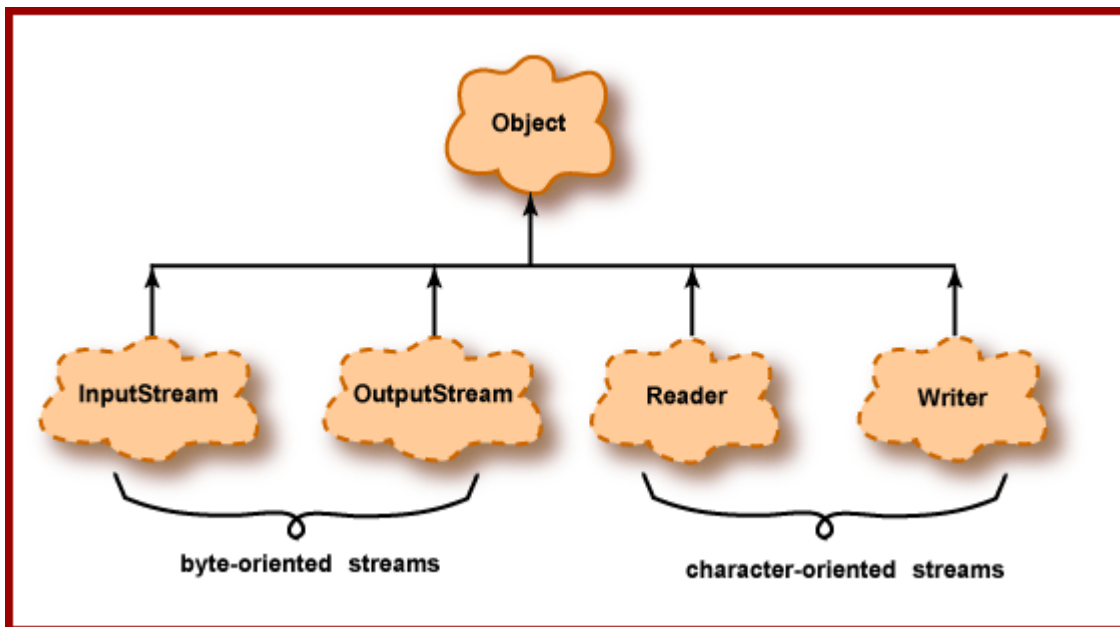 Object
InputStream
OutputStream
Reader
Writer
byte-oriented streams
character-oriented streams